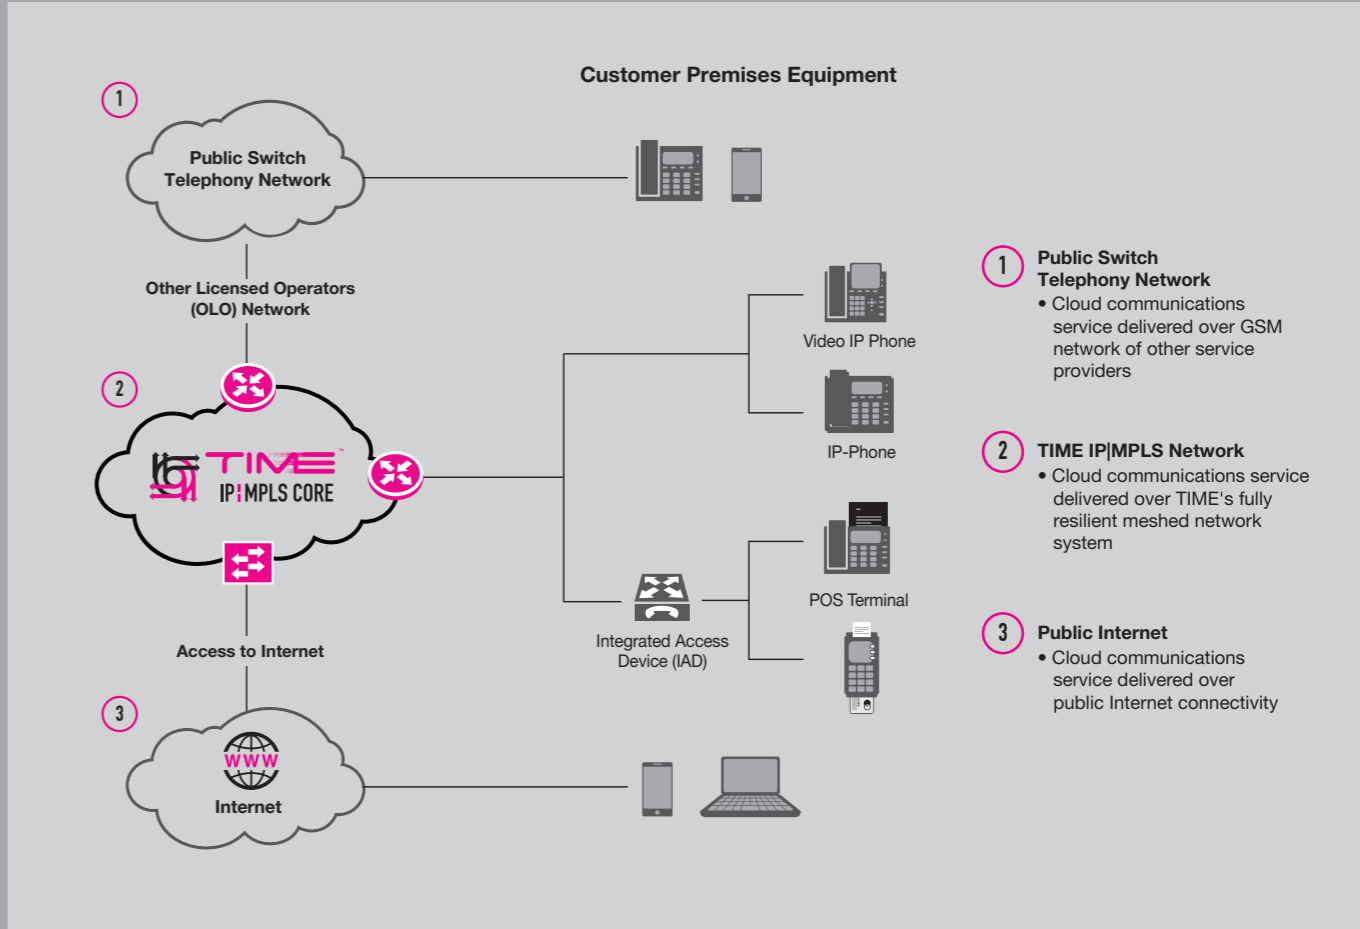 Customer Premises Equipment
1
Public Switch
Telephony Network
Other Licensed Operators
(OLO) Network
2
TIME™
IP¦MPLS CORE
Access to Internet
3
WWW
Internet
Video IP Phone
IP-Phone
POS Terminal
Integrated Access
Device (IAD)
1
Public Switch
Telephony Network
• Cloud communications
service delivered over GSM
network of other service
providers
2
TIME IP|MPLS Network
• Cloud communications service
delivered over TIME's fully
resilient meshed network
system
3
Public Internet
• Cloud communications
service delivered over
public Internet connectivity